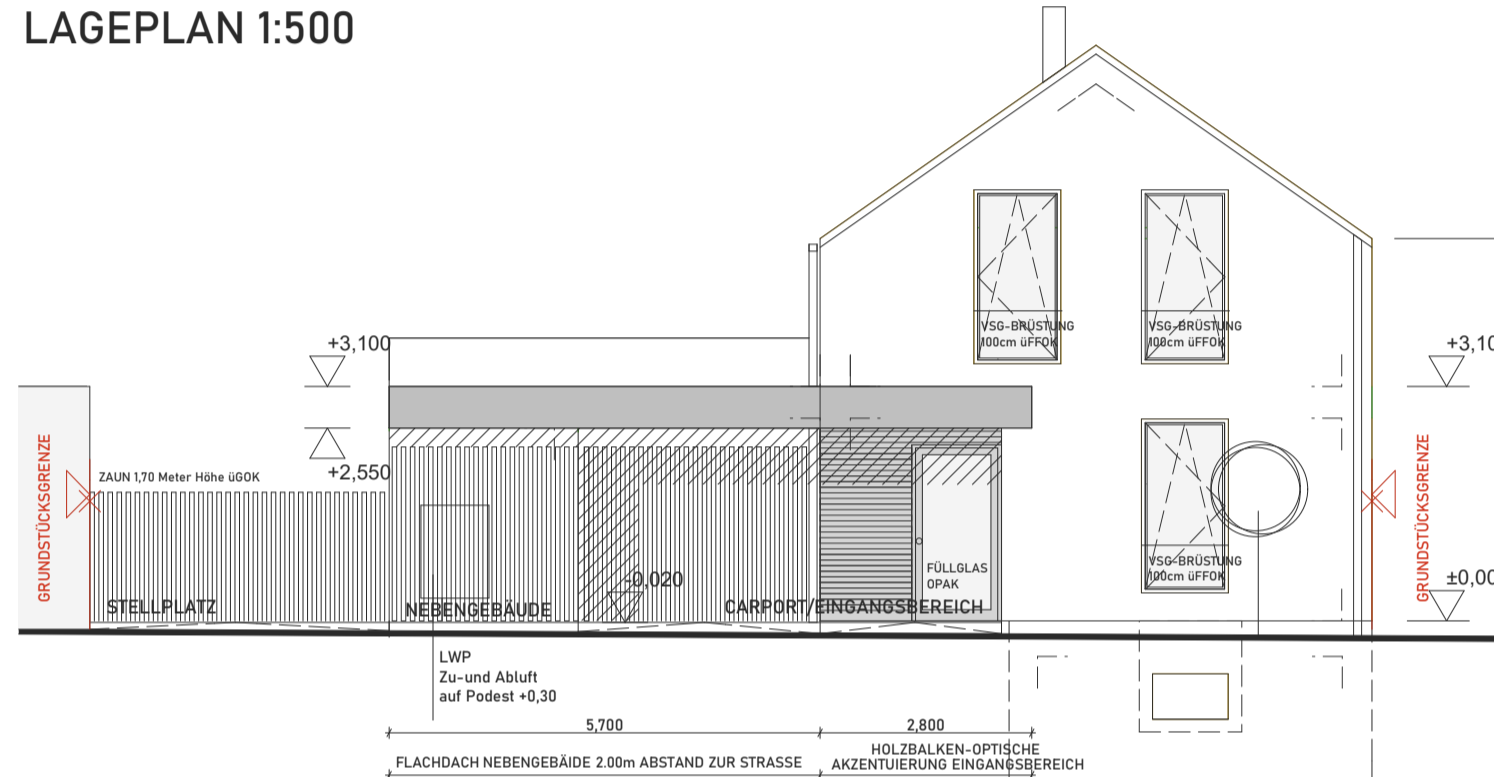 LAGEPLAN 1:500
VSG-BRÜSTUNG
100cm üFFOK
VSG-BRÜSTUNG
100cm üFFOK
+3,100
+3,10
+2,550
GRUNDSTÜCKSGRENZE
ZAUN 1,70 Meter Höhe üGOK
GRUNDSTÜCKSGRENZE
VSG-BRÜSTUNG
100cm üFFOK
FÜLLGLAS
OPAK
-0,020
±0,00
STELLPLATZ
NEBENGEBÄUDE
CARPORT/EINGANGSBEREICH
LWP
Zu-und Abluft
auf Podest +0,30
5,700
2,800
FLACHDACH NEBENGEBÄIDE 2.00m ABSTAND ZUR STRASSE
HOLZBALKEN-OPTISCHE
AKZENTUIERUNG EINGANGSBEREICH